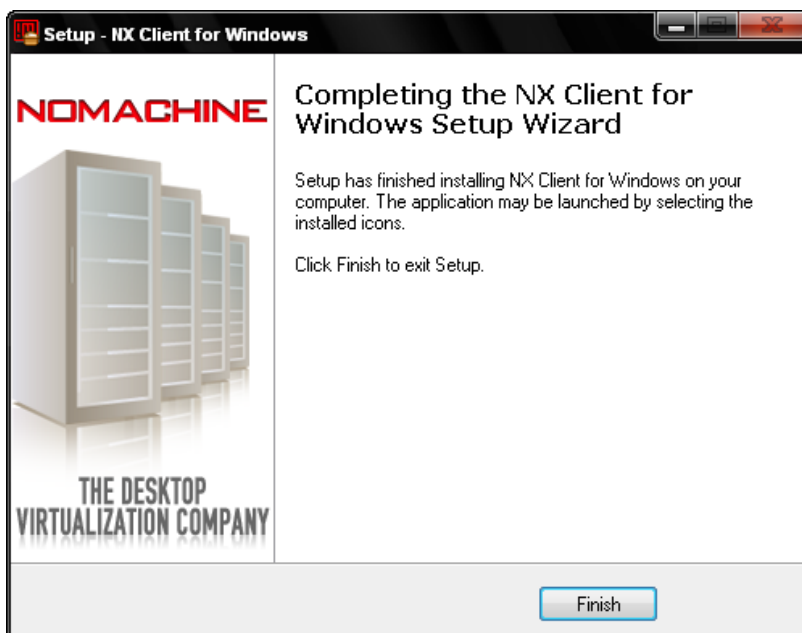 Setup - NX Client for Windows
NOMACHINE
Completing the NX Client for
Windows Setup Wizard
Setup has finished installing NX Client for Windows on your
computer. The application may be launched by selecting the
installed icons.
Click Finish to exit Setup.
THE DESKTOP
VIRTUALIZATION COMPANY
Finish